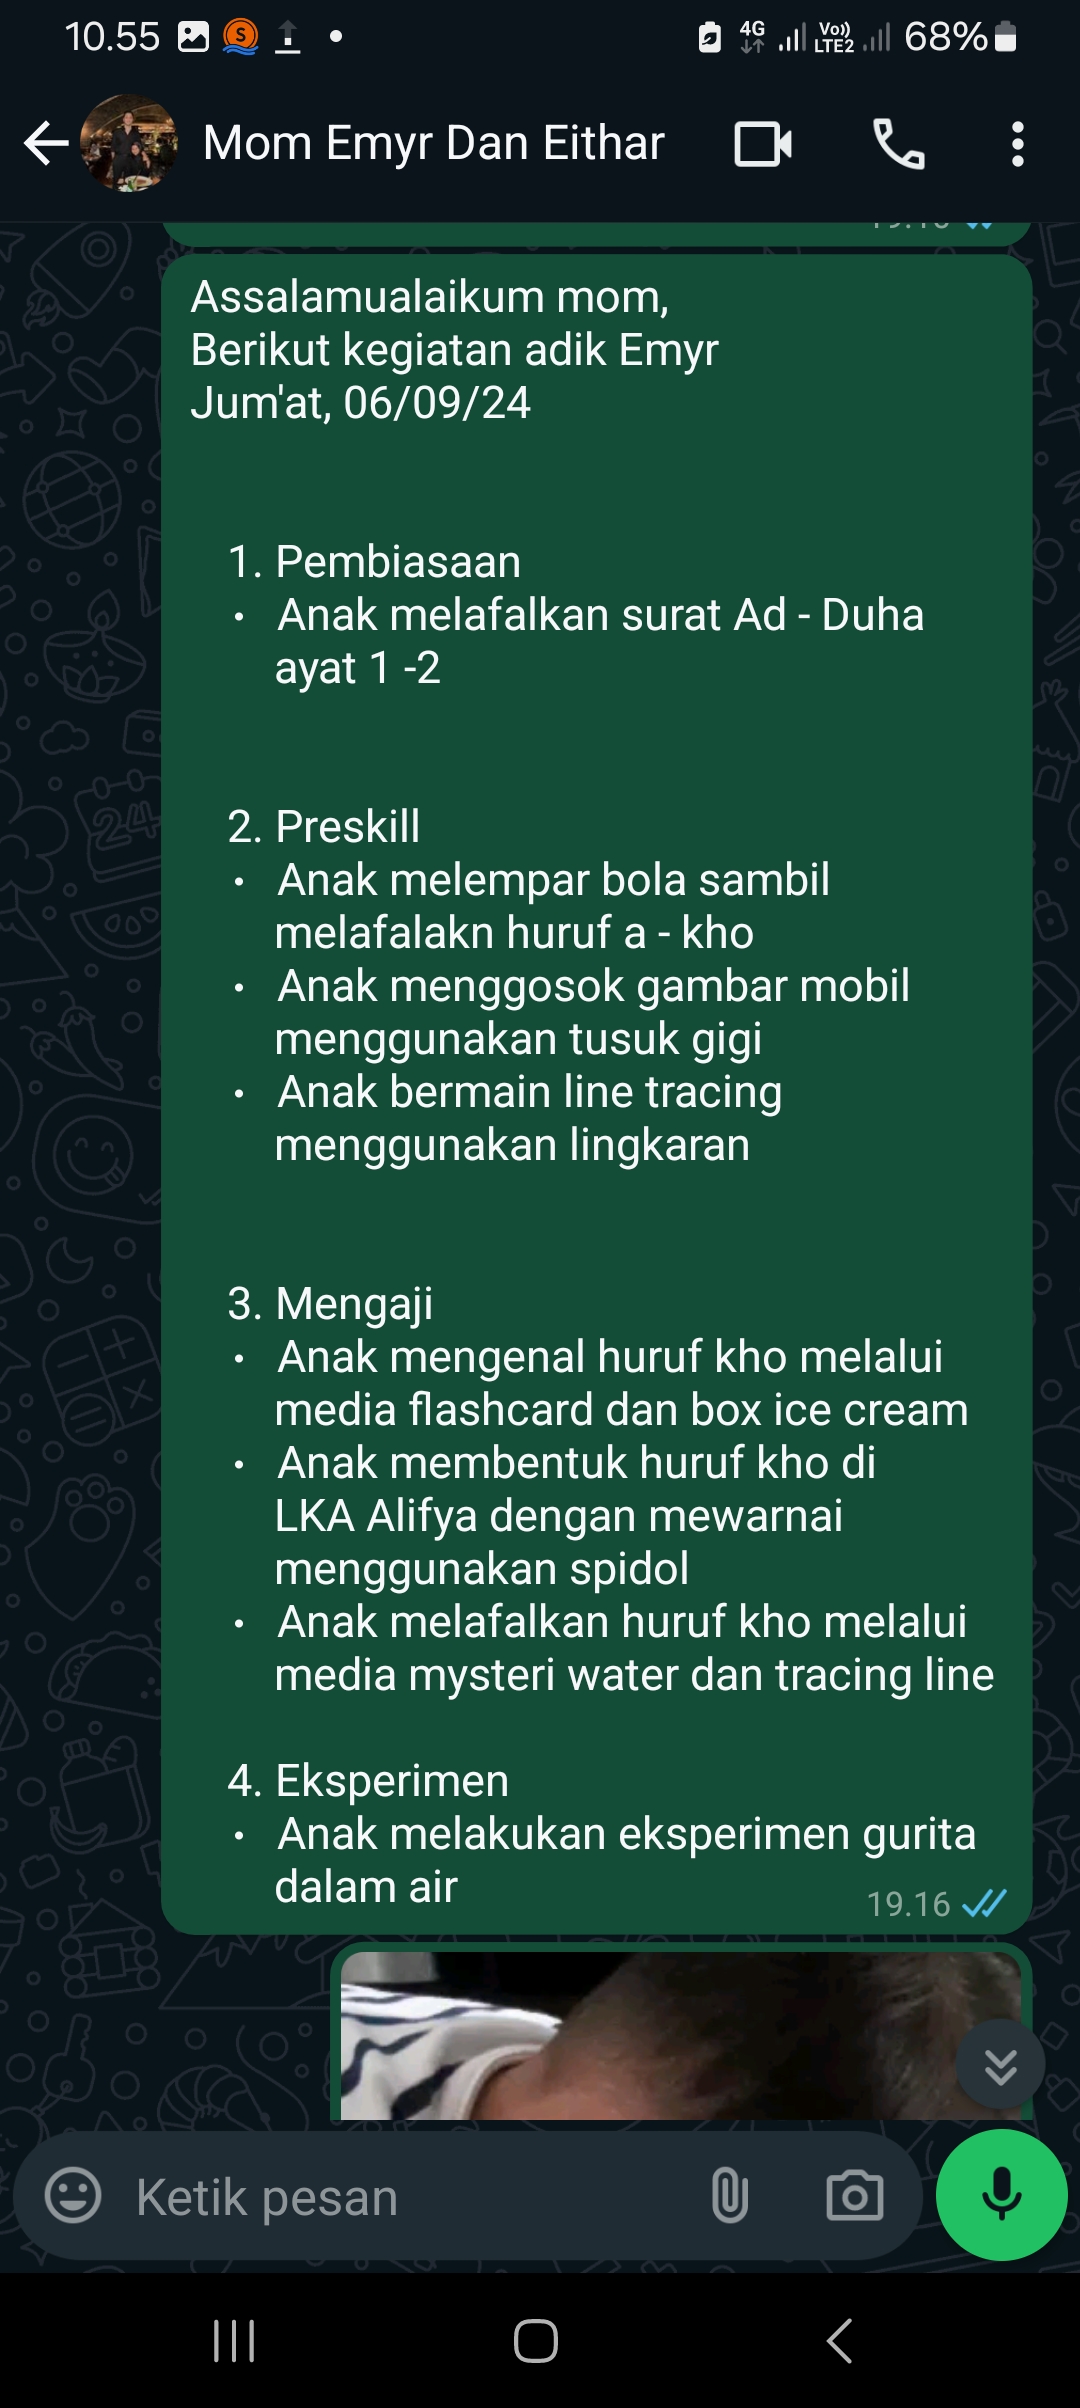 10.55
4G
Vo))
LTE2
68%
Mom Emyr Dan Eithar
Assalamualaikum mom,
Berikut kegiatan adik Emyr
Jum'at, 06/09/24
1. Pembiasaan
• Anak melafalkan surat Ad - Duha
ayat 1 -2
2. Preskill
• Anak melempar bola sambil
melafalakn huruf a - kho
• Anak menggosok gambar mobil
menggunakan tusuk gigi
• Anak bermain line tracing
menggunakan lingkaran
3. Mengaji
• Anak mengenal huruf kho melalui
media flashcard dan box ice cream
• Anak membentuk huruf kho di
LKA Alifya dengan mewarnai
menggunakan spidol
• Anak melafalkan huruf kho melalui
media mysteri water dan tracing line
4. Eksperimen
• Anak melakukan eksperimen gurita
dalam air
19.16
Ketik pesan